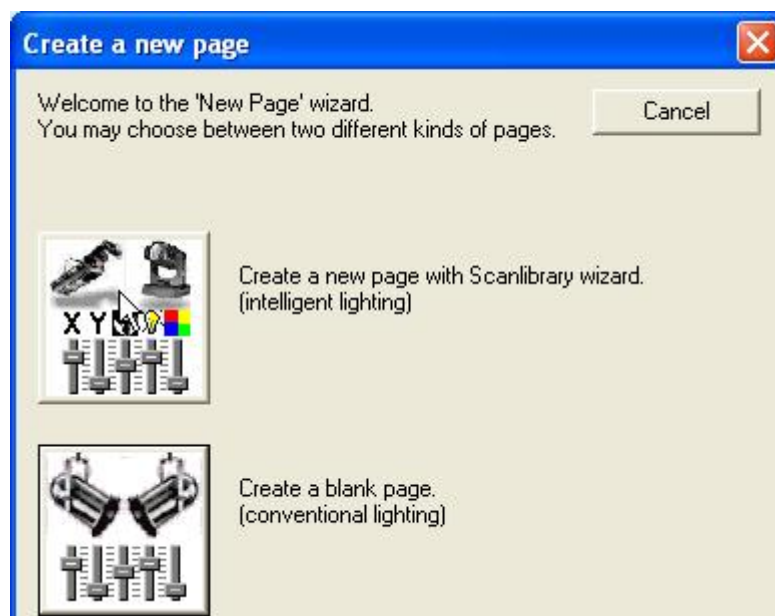 Create a new page
Welcome to the 'New Page' wizard.
You may choose between two different kinds of pages.
Cancel
Create a new page with Scanlibrary wizard.
(intelligent lighting)
X Y
Create a blank page.
(conventional lighting)